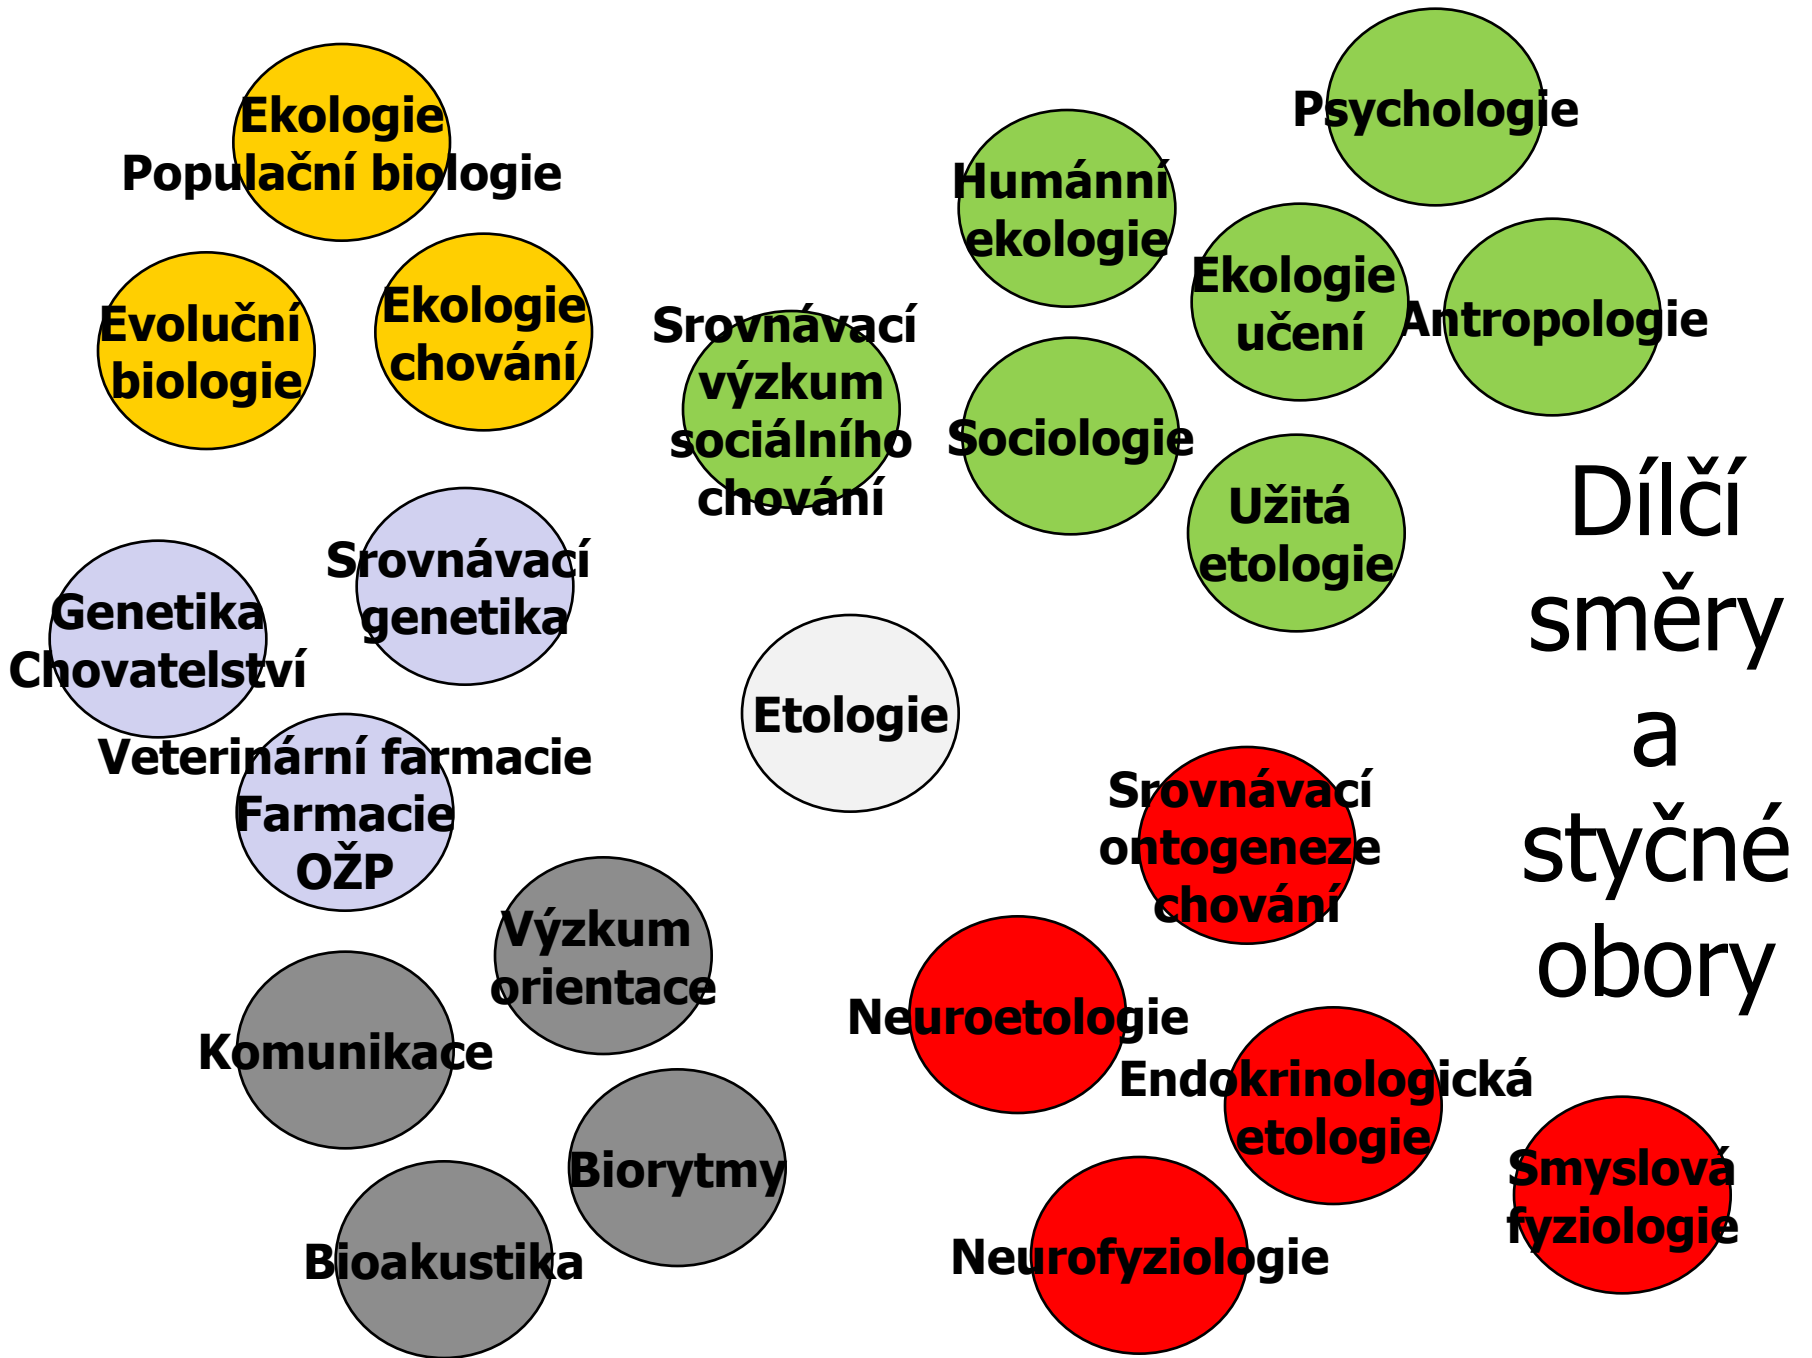 Ekologie
Populační biologie
Evoluční
biologie
Ekologie
chování
Srovnávací
výzkum
sociálního
chování
Humánní
ekologie
Psychologie
Ekologie
učení
Antropologie
Sociologie
Užitá
etologie
Dílčí
směry
a
styčné
obory
Srovnávací
genetika
Genetika
Chovatelství
Veterinární farmacie
Farmacie
OŽP
Etologie
Srovnávací
ontogeneze
chování
Výzkum
orientace
Komunikace
Biorytmy
Bioakustika
Neuroetologie
Endokrinologická
etologie
Smyslová
fyziologie
Neurofyziologie